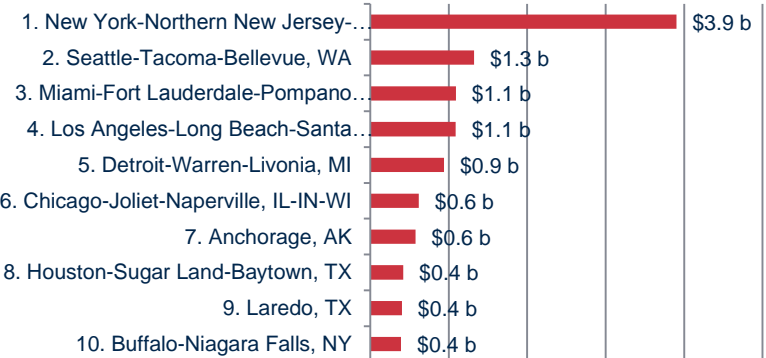 1. New York-Northern New Jersey-… $3.9 b
2. Seattle-Tacoma-Bellevue, WA $1.3 b
3. Miami-Fort Lauderdale-Pompano… $1.1 b
4. Los Angeles-Long Beach-Santa… $1.1 b
5. Detroit-Warren-Livonia, MI $0.9 b
6. Chicago-Joliet-Naperville, IL-IN-WI $0.6 b
7. Anchorage, AK $0.6 b
8. Houston-Sugar Land-Baytown, TX $0.4 b
9. Laredo, TX $0.4 b
10. Buffalo-Niagara Falls, NY $0.4 b